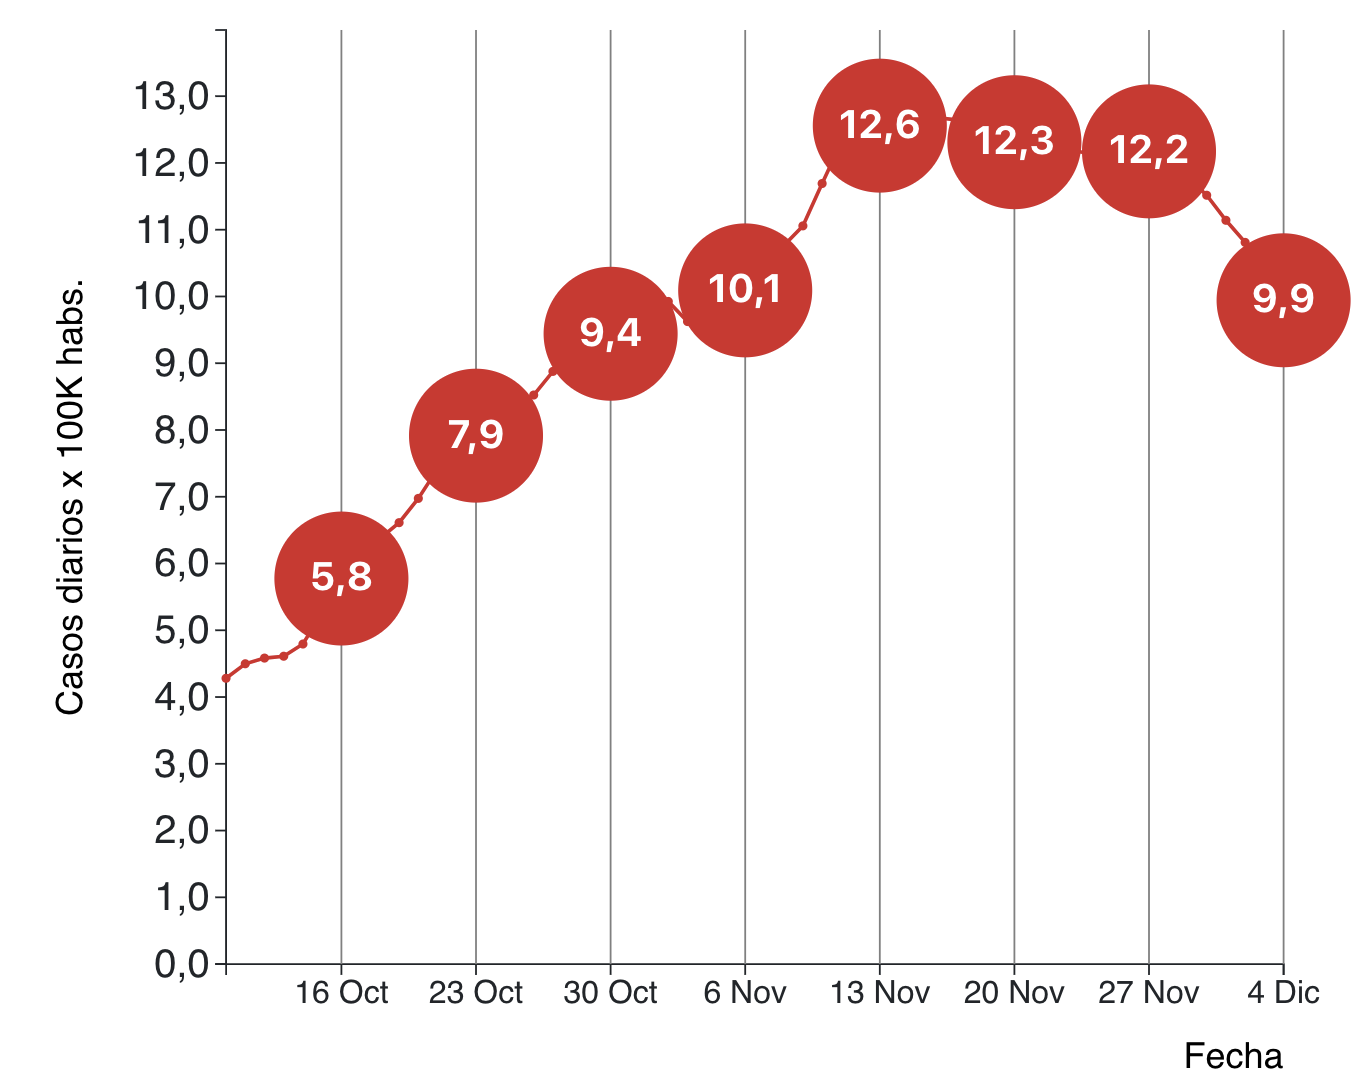 13,0
12,0
11,0
10,0
9,0
8,0
7,0
6,0
5,0
4,0
3,0
2,0
1,0
0,0
Casos diarios x 100K habs.
5,8
7,9
9,4
10,1
12,6
12,3
12,2
9,9
16 Oct
23 Oct
30 Oct
6 Nov
13 Nov
20 Nov
27 Nov
4 Dic
Fecha